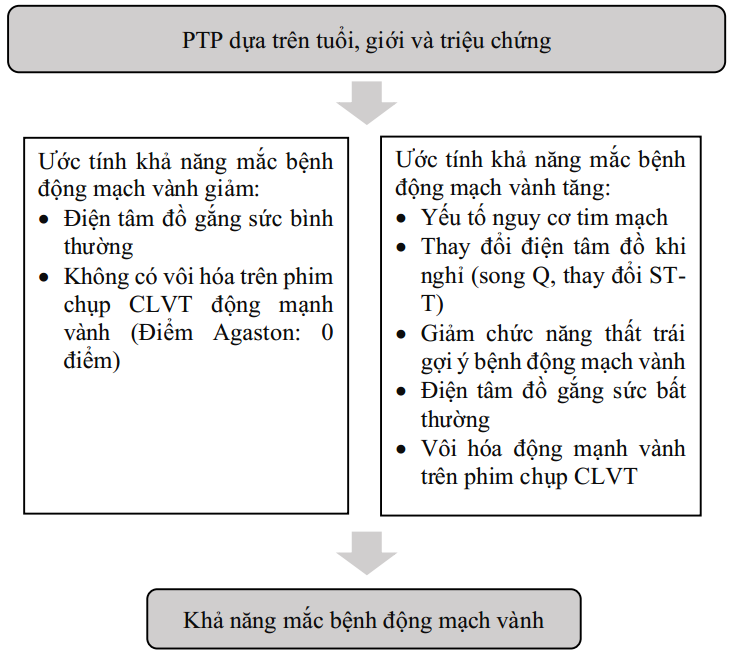 PTP dựa trên tuổi, giới và triệu chứng
Ước tính khả năng mắc bệnh
động mạch vành giảm:
• Điện tâm đồ gắng sức bình
thường
• Không có vôi hóa trên phim
chụp CLVT động mạnh
vành (Điểm Agaston: 0
điểm)
Ước tính khả năng mắc bệnh
động mạch vành tăng:
• Yếu tố nguy cơ tim mạch
• Thay đổi điện tâm đồ khi
nghỉ (song Q, thay đổi ST-
T)
• Giảm chức năng thất trái
gợi ý bệnh động mạch vành
• Điện tâm đồ gắng sức bất
thường
• Vôi hóa động mạnh vành
trên phim chụp CLVT
Khả năng mắc bệnh động mạch vành